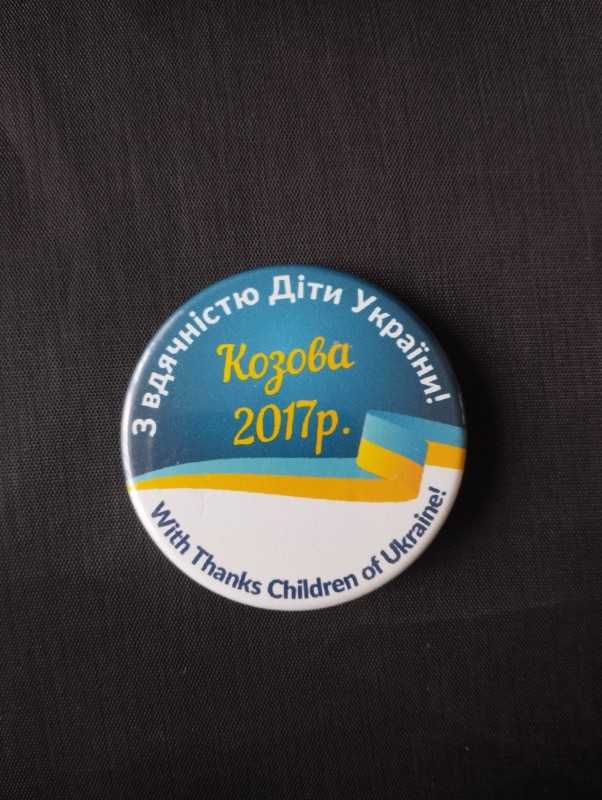 З вдячністю Діти України!
Козова
2017р.
With Thanks Children of Ukraine!